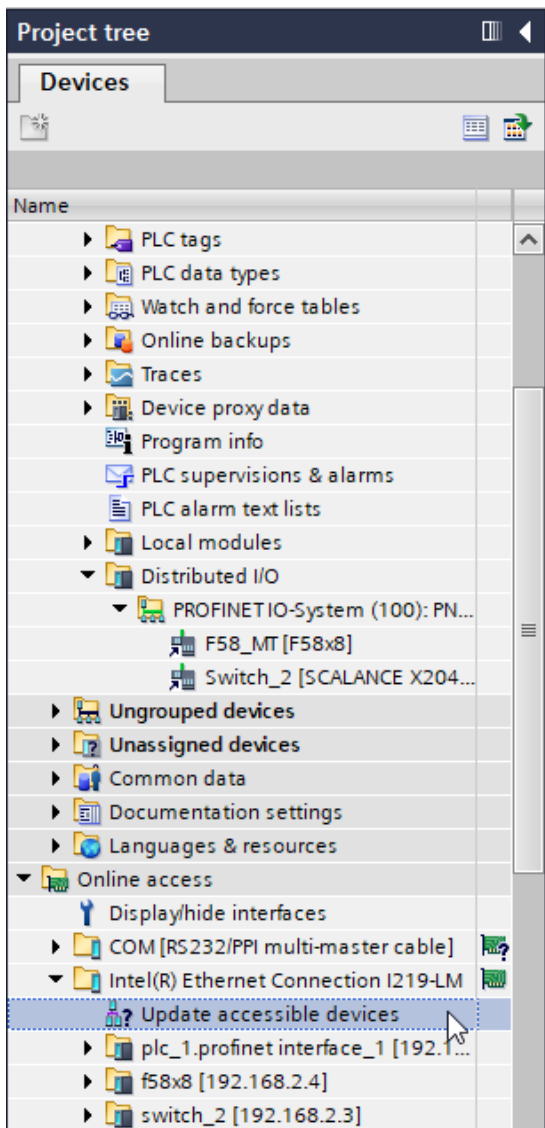 Project tree
Devices
Name
PLC tags
PLC data types
Watch and force tables
Online backups
Traces
Device proxy data
Program info
PLC supervisions & alarms
PLC alarm text lists
Local modules
Distributed I/O
PROFINET IO-System (100): PN...
F58_MT [F58x8]
Switch_2 [SCALANCE X204...
Ungrouped devices
Unassigned devices
Common data
Documentation settings
Languages & resources
Online access
Display/hide interfaces
COM [RS232/PPI multi-master cable]
Intel(R) Ethernet Connection I219-LM
Update accessible devices
plc_1.profinet interface_1 [192.1...
f58x8 [192.168.2.4]
switch_2 [192.168.2.3]